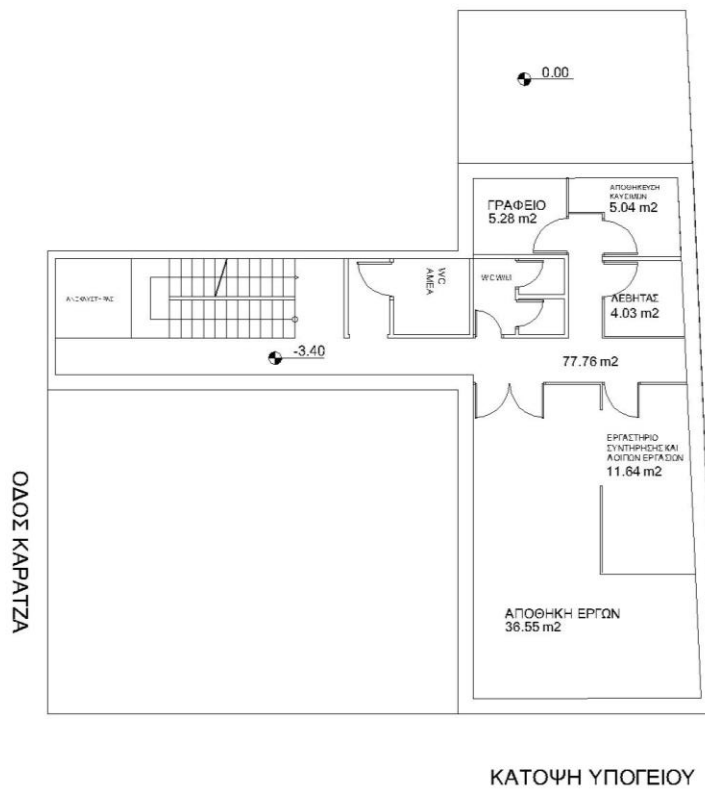 0.00
ΓΡΑΦΕΙΟ
5.28 m2
ΑΠΟΘΗΚΕΥΣΗ
ΚΑΥΣΙΜΩΝ
5.04 m2
WC
ΑΜΕΑ
WC W/M
ΛΕΒΗΤΑΣ
4.03 m2
-3.40
77.76 m2
ΕΡΓΑΣΤΗΡΙΟ
ΣΥΝΤΗΡΗΣΗΣ ΚΑΙ
ΛΟΙΠΩΝ ΕΡΓΑΣΙΩΝ
11.64 m2
ΟΔΟΣ ΚΑΡΑΤΖΑ
ΑΠΟΘΗΚΗ ΕΡΓΩΝ
36.55 m2
ΚΑΤΟΨΗ ΥΠΟΓΕΙΟΥ